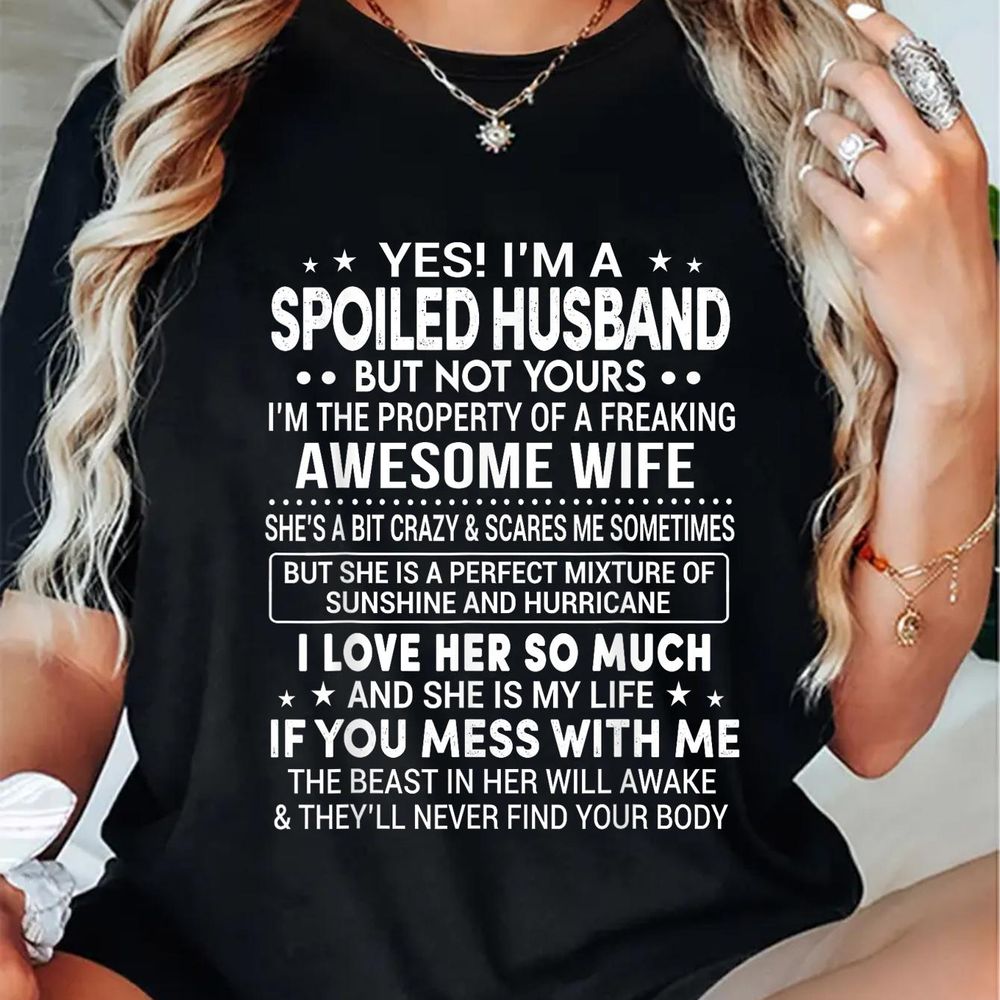 YES! I'M A
SPOILED HUSBAND
BUT NOT YOURS
I'M THE PROPERTY OF A FREAKING
AWESOME WIFE
SHE'S A BIT CRAZY & SCARES ME SOMETIMES
BUT SHE IS A PERFECT MIXTURE OF
SUNSHINE AND HURRICANE
I LOVE HER SO MUCH
AND SHE IS MY LIFE
IF YOU MESS WITH ME
THE BEAST IN HER WILL AWAKE
& THEY'LL NEVER FIND YOUR BODY